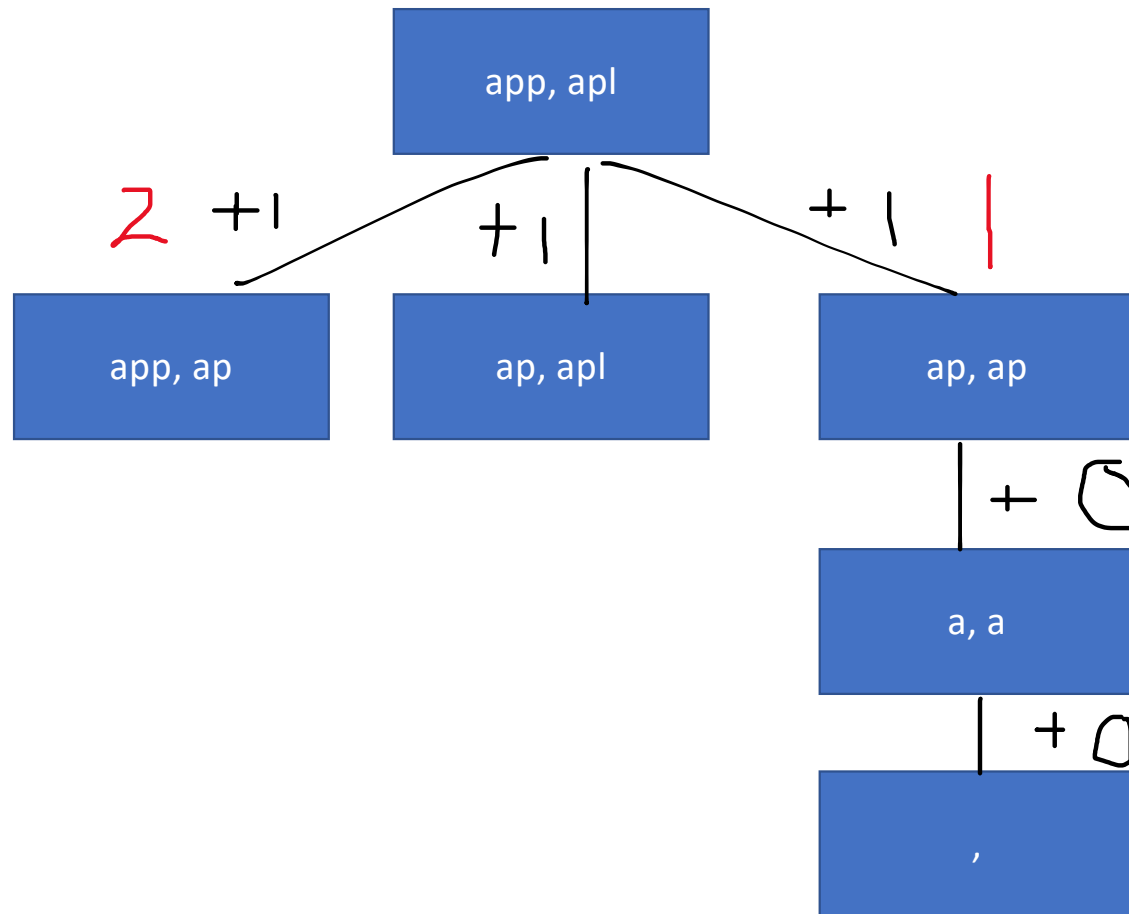 app, apl
2 +1 +1 + 1 1
app, ap ap, apl ap, ap
+ 0
a, a
+ 0
,